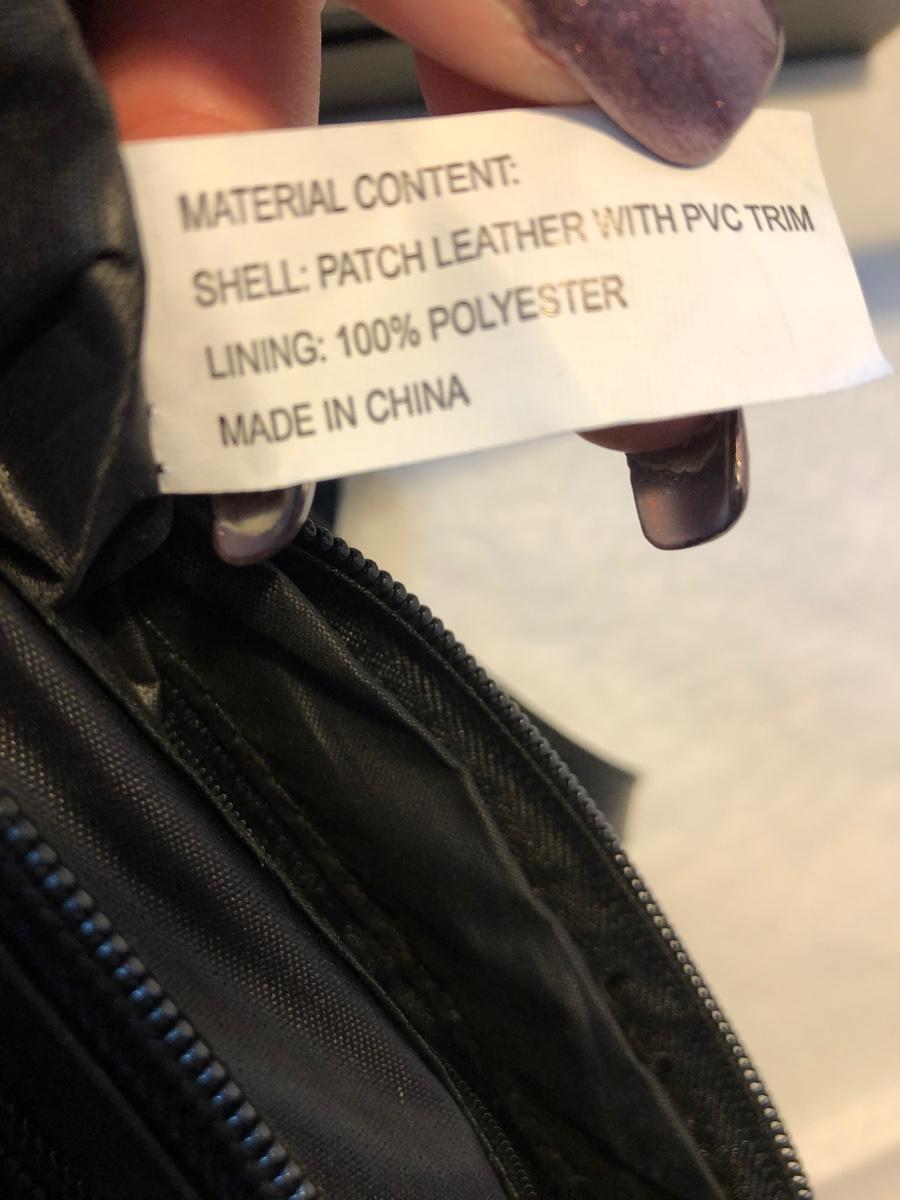 MATERIAL CONTENT:
SHELL: PATCH LEATHER WITH PVC TRIM
LINING: 100% POLYESTER
MADE IN CHINA